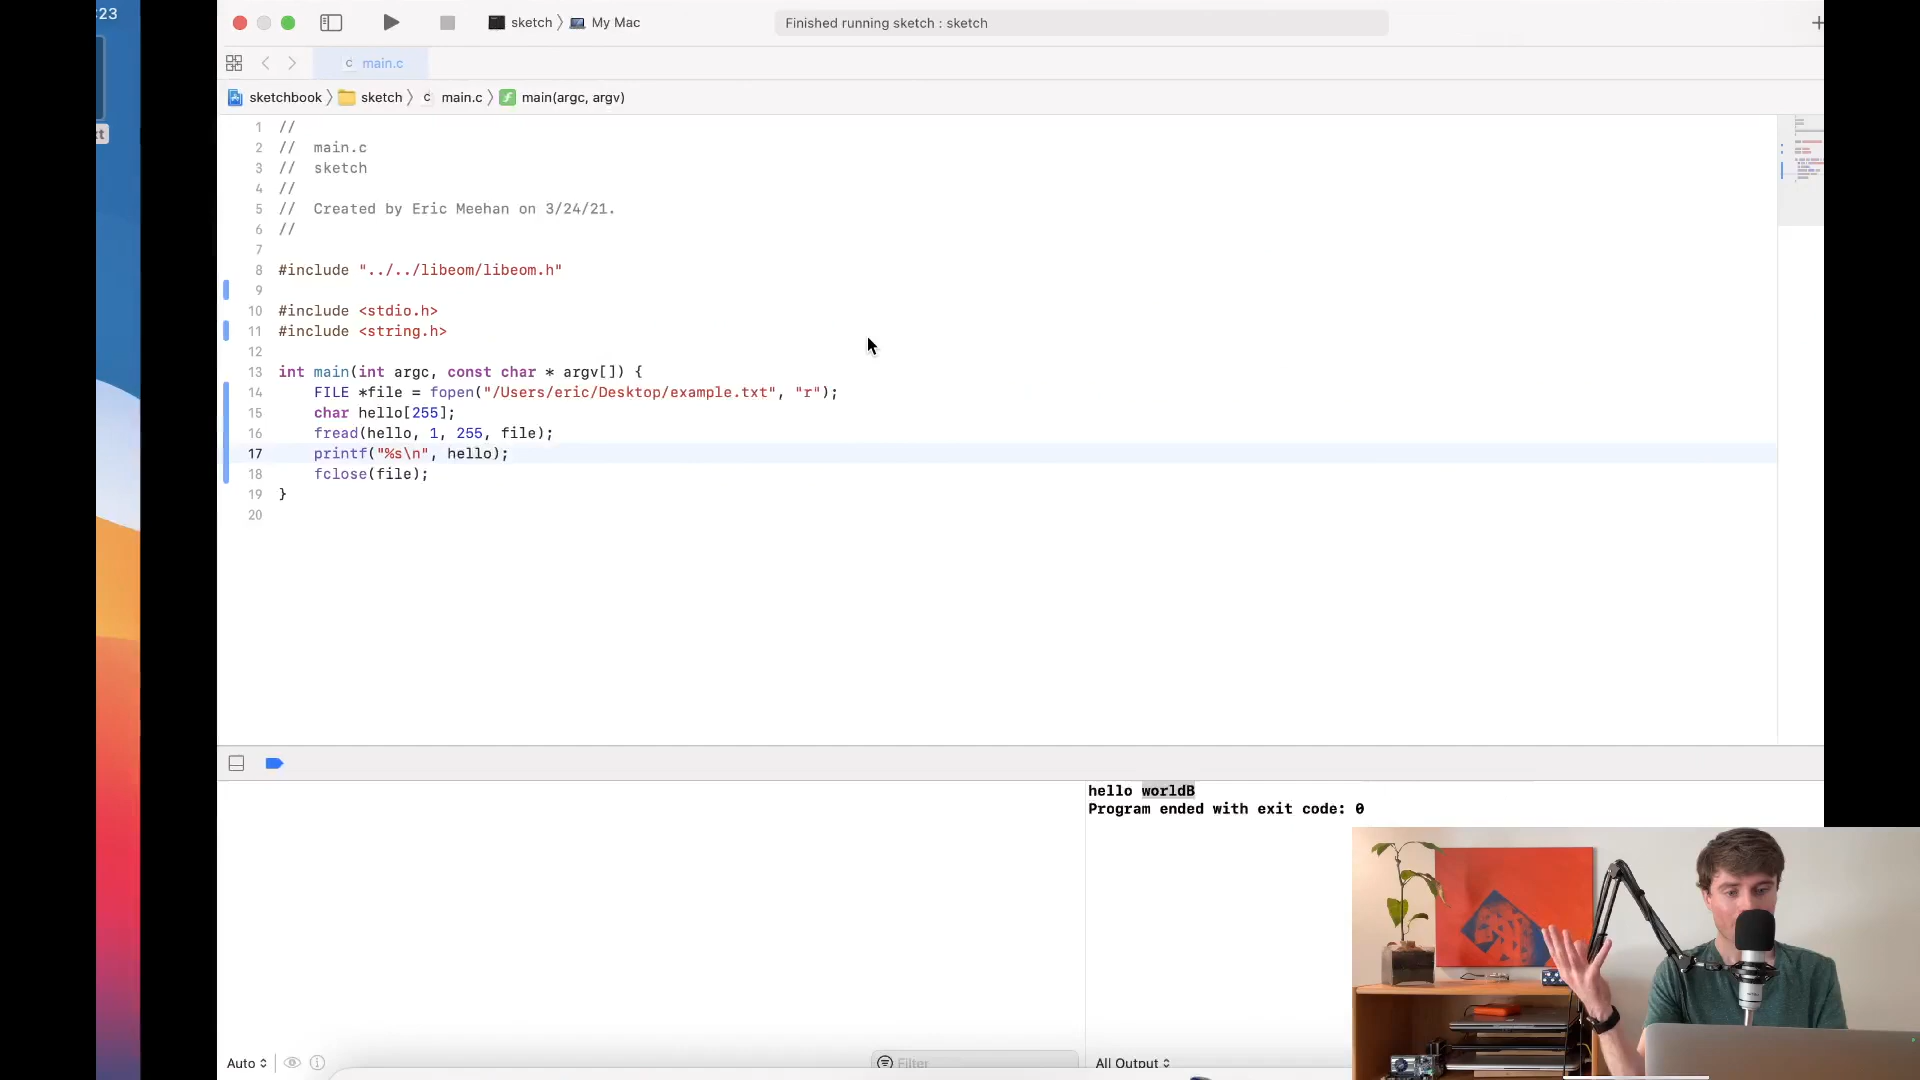 :23
sketch 〉 My Mac
Finished running sketch : sketch
main.c
sketchbook 〉 sketch 〉 c main.c 〉 f main(argc, argv)
1 //
2 //  main.c
3 //  sketch
4 //
5 //  Created by Eric Meehan on 3/24/21.
6 //
7
8 #include "../../libeom/libeom.h"
9
10 #include <stdio.h>
11 #include <string.h>
12
13 int main(int argc, const char * argv[]) {
14     FILE *file = fopen("/Users/eric/Desktop/example.txt", "r");
15     char hello[255];
16     fread(hello, 1, 255, file);
17     printf("%s\n", hello);
18     fclose(file);
19 }
20
hello worldB
Program ended with exit code: 0
Auto
Filter
All Output